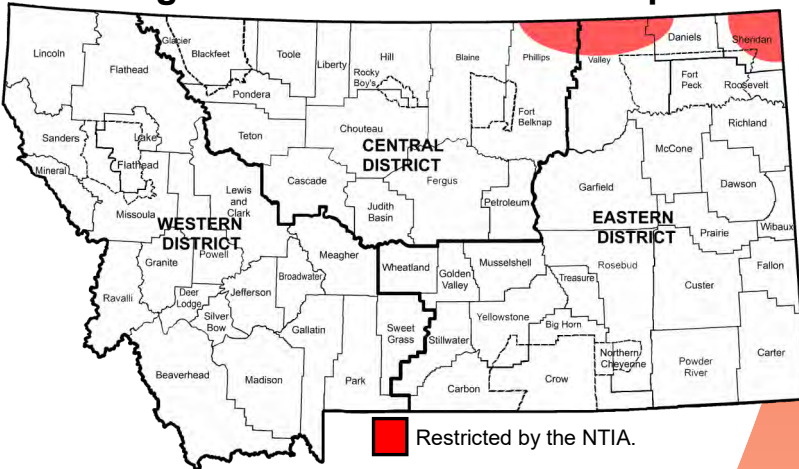 Lincoln
Flathead
Glacier
Blackfeet
Toole
Liberty
Hill
Rocky
Boy's
Blaine
Phillips
Valley
Daniels
Sheridan
Pondera
Fort
Peck
Roosevelt
Fort
Belknap
Richland
Teton
Chouteau
Sanders
Lake
Flathead
Mineral
CENTRAL
DISTRICT
Fergus
McCone
Cascade
Judith
Basin
Petroleum
Garfield
Dawson
Missoula
Lewis
and
Clark
WESTERN
DISTRICT
EASTERN
DISTRICT
Prairie
Wibaux
Powell
Granite
Meagher
Broadwater
Wheatland
Golden
Valley
Musselshell
Treasure
Rosebud
Fallon
Custer
Ravalli
Deer
Lodge
Jefferson
Silver
Bow
Gallatin
Sweet
Grass
Stillwater
Yellowstone
Big Horn
Northern
Cheyenne
Powder
River
Carter
Beaverhead
Madison
Park
Carbon
Crow
Restricted by the NTIA.